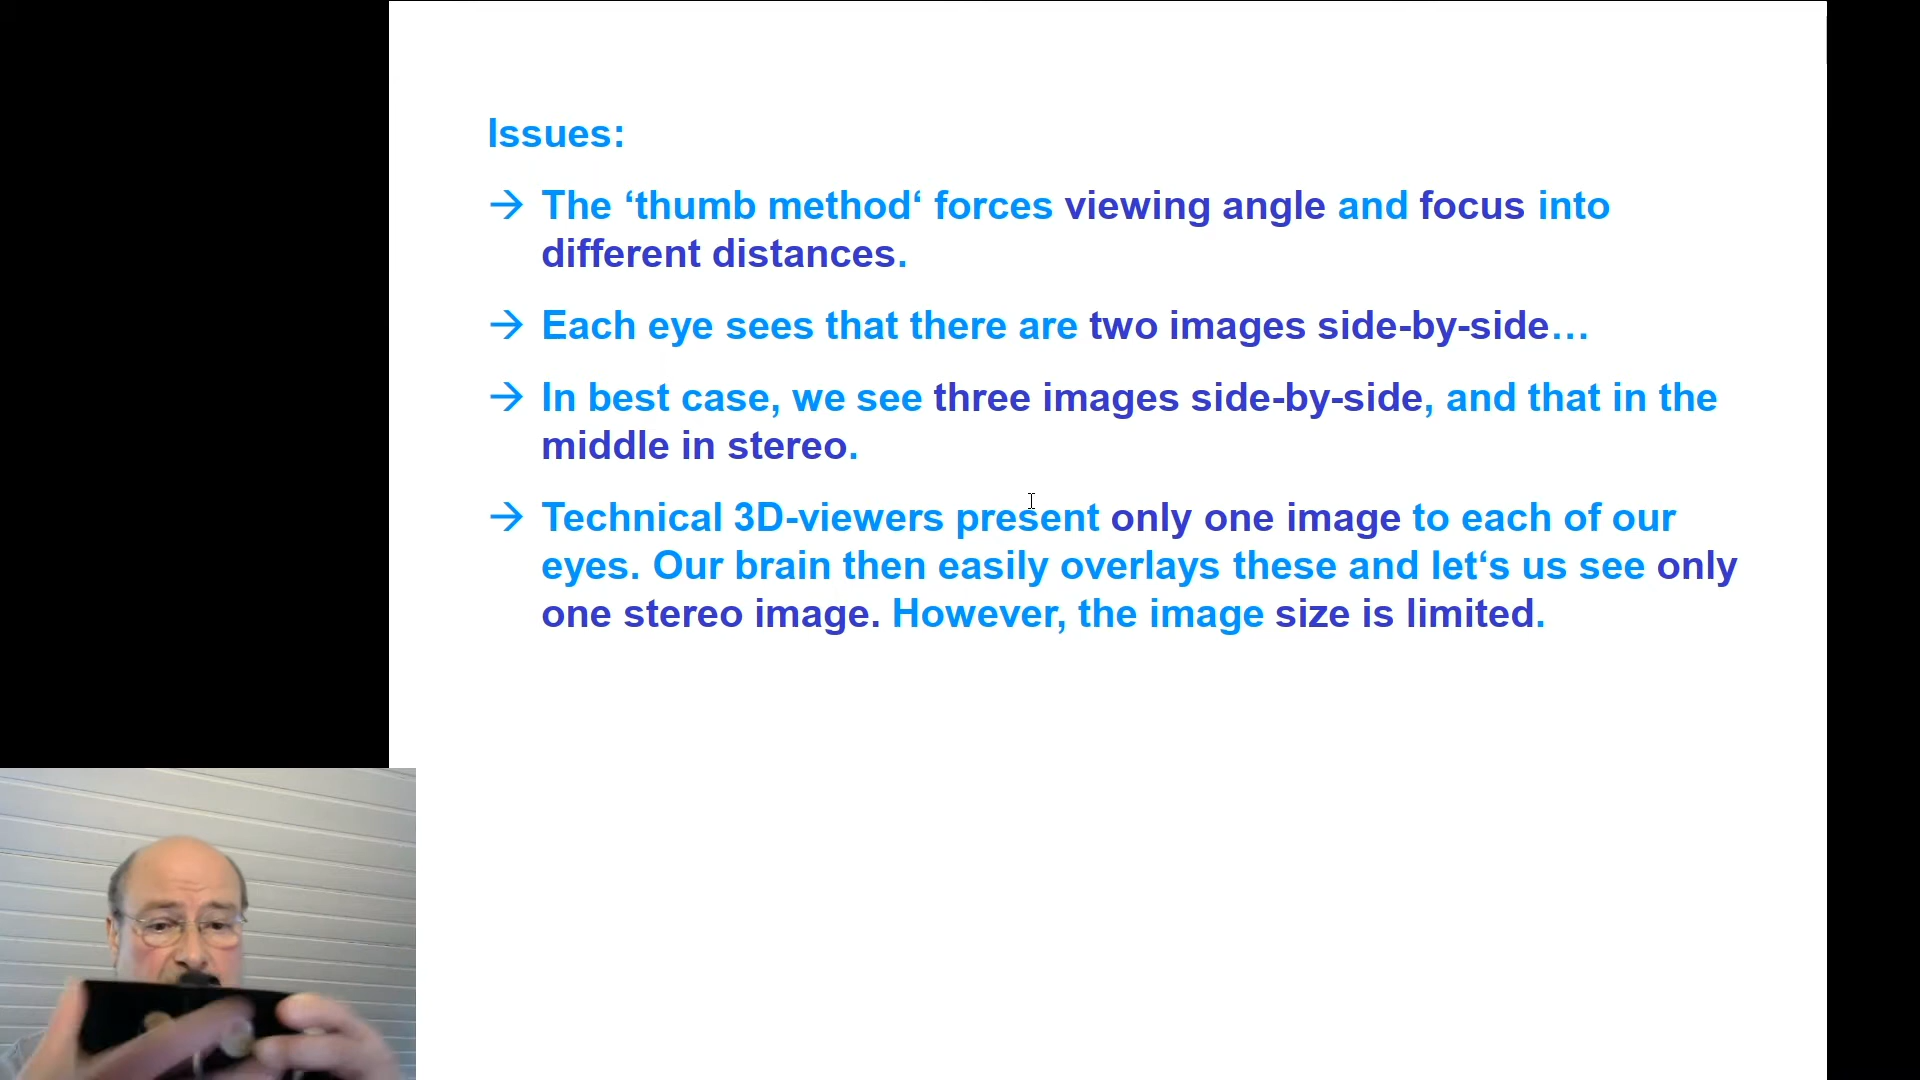 Issues:
→ The ‘thumb method‘ forces viewing angle and focus into
different distances.
→ Each eye sees that there are two images side-by-side…
→ In best case, we see three images side-by-side, and that in the
middle in stereo.
→ Technical 3D-viewers present only one image to each of our
eyes. Our brain then easily overlays these and let‘s us see only
one stereo image. However, the image size is limited.